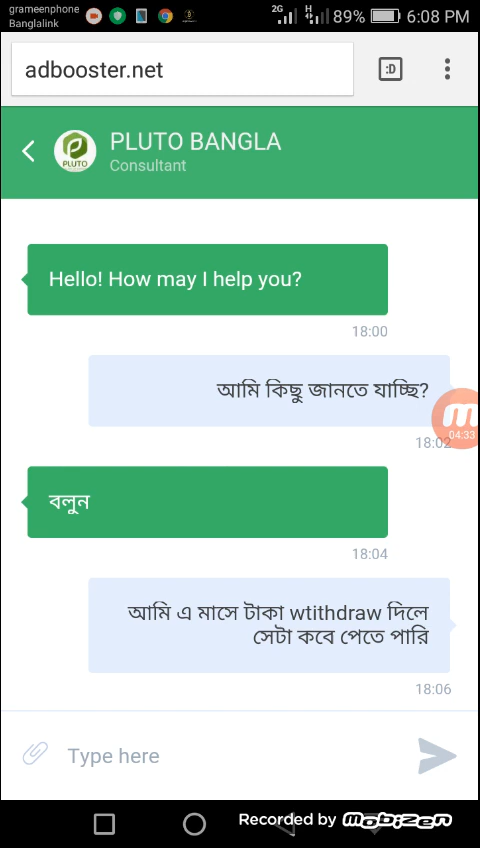 grameenphone
Banglalink
2G
H
89%
6:08 PM
adbooster.net
:D
PLUTO
PLUTO BANGLA
Consultant
Hello! How may I help you?
18:00
আমি কিছু জানতে যাচ্ছি?
04:33
18:02
বলুন
18:04
আমি এ মাসে টাকা wtithdraw দিলে
সেটা কবে পেতে পারি
18:06
Type here
Recorded by MOBIZEN